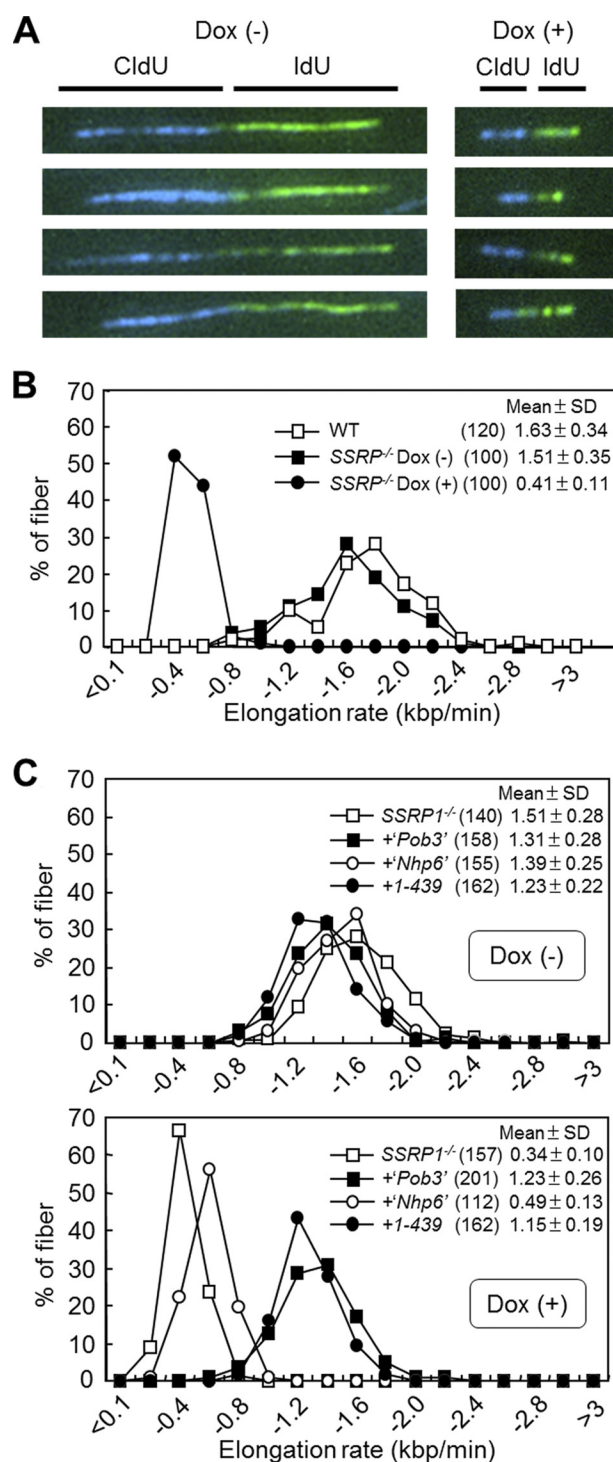 A
Dox (-) Dox (+)
CldU IdU CldU IdU
B
70
60
50
40
30
20
10
0
% of fiber
Mean ± SD
WT (120) 1.63 ± 0.34
SSRP-/- Dox (-) (100) 1.51 ± 0.35
SSRP-/- Dox (+) (100) 0.41 ± 0.11
<0.1 -0.4 -0.8 -1.2 -1.6 -2.0 -2.4 -2.8 >3
Elongation rate (kbp/min)
C
70
60
50
40
30
20
10
0
% of fiber
Mean ± SD
SSRP1-/- (140) 1.51 ± 0.28
+'Pob3' (158) 1.31 ± 0.28
+'Nhp6' (155) 1.39 ± 0.25
+1-439 (162) 1.23 ± 0.22
Dox (-)
<0.1 -0.4 -0.8 -1.2 -1.6 -2.0 -2.4 -2.8 >3
70
60
50
40
30
20
10
0
% of fiber
Mean ± SD
SSRP1-/- (157) 0.34 ± 0.10
+'Pob3' (201) 1.23 ± 0.26
+'Nhp6' (112) 0.49 ± 0.13
+1-439 (162) 1.15 ± 0.19
Dox (+)
<0.1 -0.4 -0.8 -1.2 -1.6 -2.0 -2.4 -2.8 >3
Elongation rate (kbp/min)